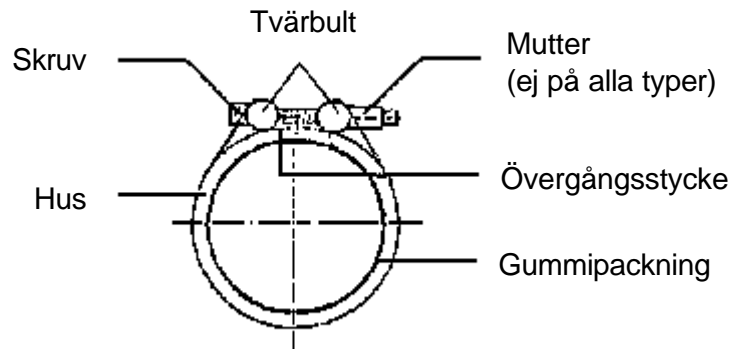 Tvärbult
Skruv
Mutter
(ej på alla typer)
Hus
Övergångsstycke
Gummipackning